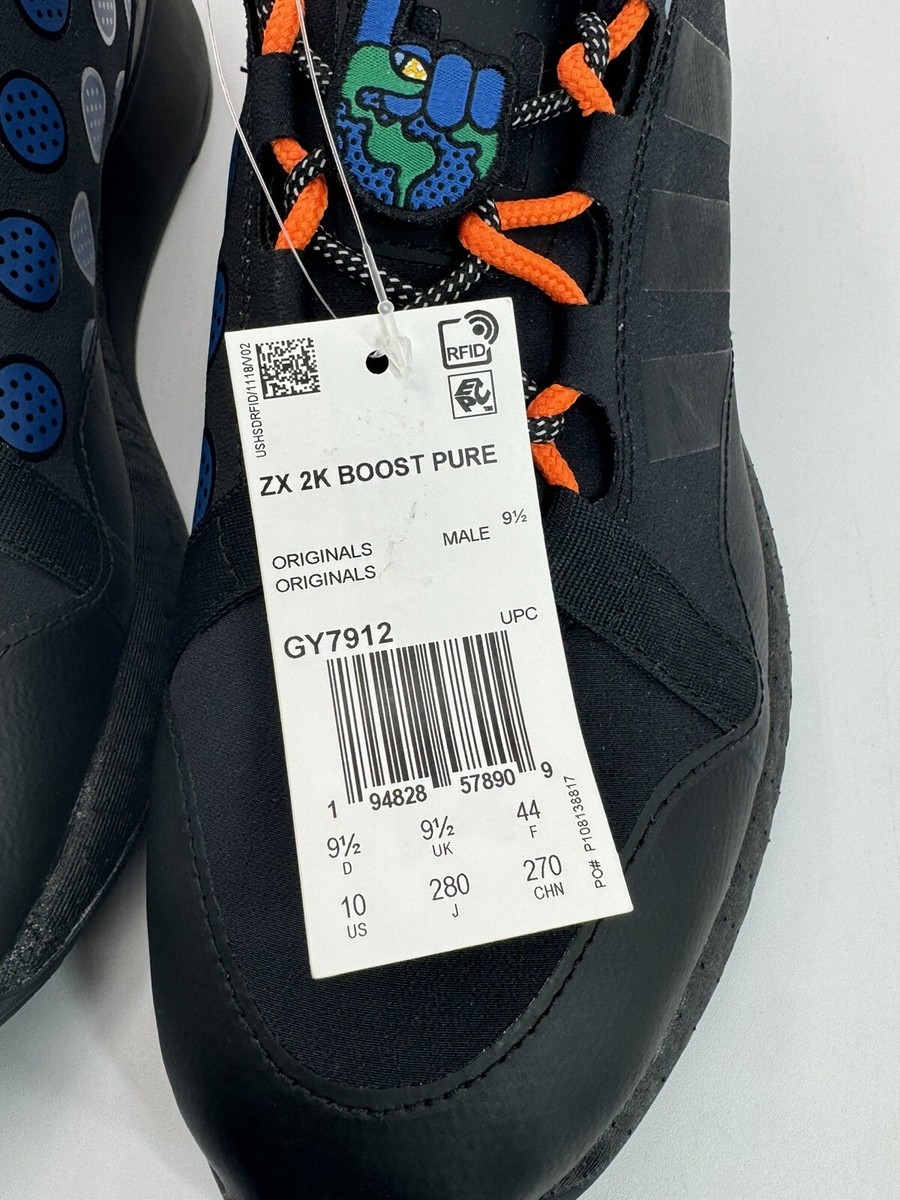 USHSDRFID/1118/V02
RFID
EPC™
ZX 2K BOOST PURE
ORIGINALS MALE 9½
ORIGINALS
GY7912 UPC
1 94828 57890 9
9½ 9½ 44
D UK F
10 280 270
US J CHN
PO# P108138817